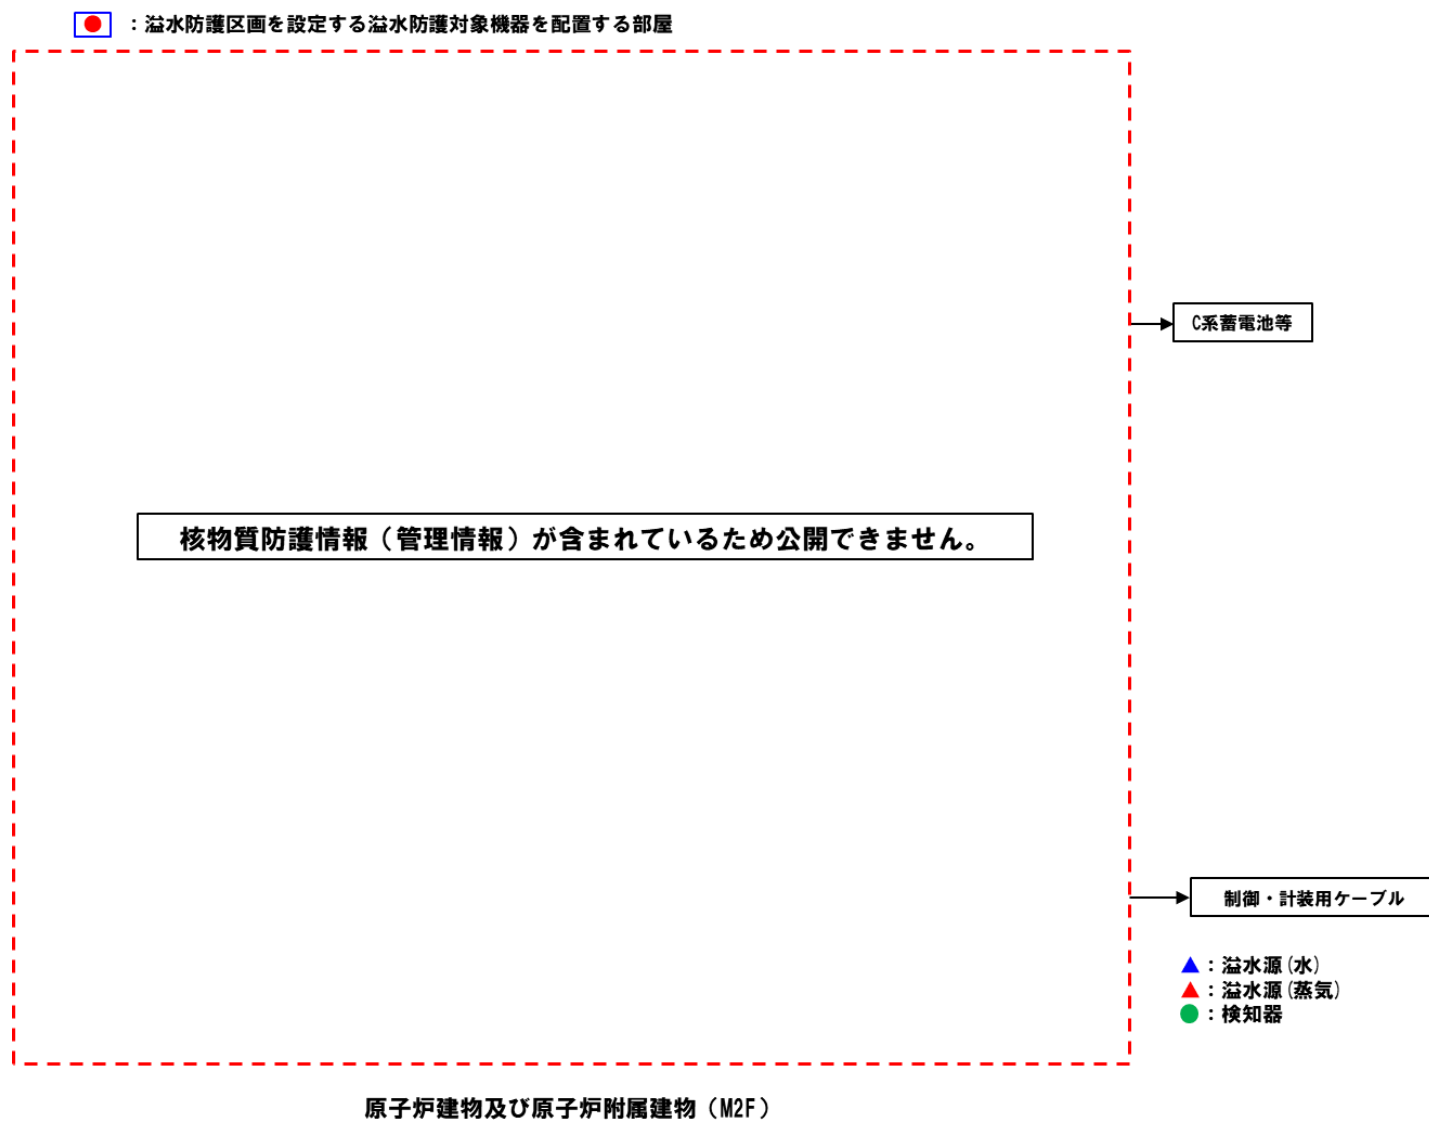 ：溢水防護区画を設定する溢水防護対象機器を配置する部屋
C系蓄電池等
核物質防護情報（管理情報）が含まれているため公開できません。
制御・計装用ケーブル
：溢水源(水)
：溢水源(蒸気)
：検知器
原子炉建物及び原子炉附属建物（M2F）